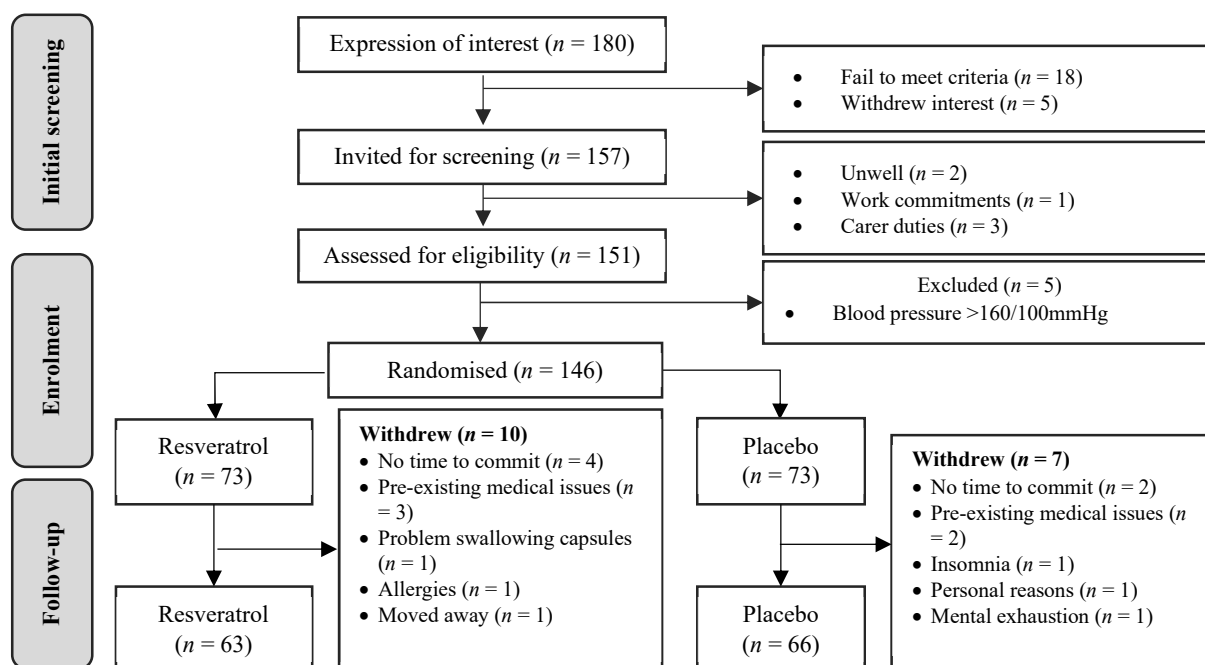 Initial screening
Expression of interest (n = 180)
• Fail to meet criteria (n = 18)
• Withdrew interest (n = 5)
Invited for screening (n = 157)
• Unwell (n = 2)
• Work commitments (n = 1)
• Carer duties (n = 3)
Assessed for eligibility (n = 151)
Enrolment
Excluded (n = 5)
• Blood pressure >160/100mmHg
Randomised (n = 146)
Resveratrol
(n = 73)
Withdrew (n = 10)
• No time to commit (n = 4)
• Pre-existing medical issues (n
= 3)
• Problem swallowing capsules
(n = 1)
• Allergies (n = 1)
• Moved away (n = 1)
Placebo
(n = 73)
Withdrew (n = 7)
• No time to commit (n = 2)
• Pre-existing medical issues (n
= 2)
• Insomnia (n = 1)
• Personal reasons (n = 1)
• Mental exhaustion (n = 1)
Follow-up
Resveratrol
(n = 63)
Placebo
(n = 66)